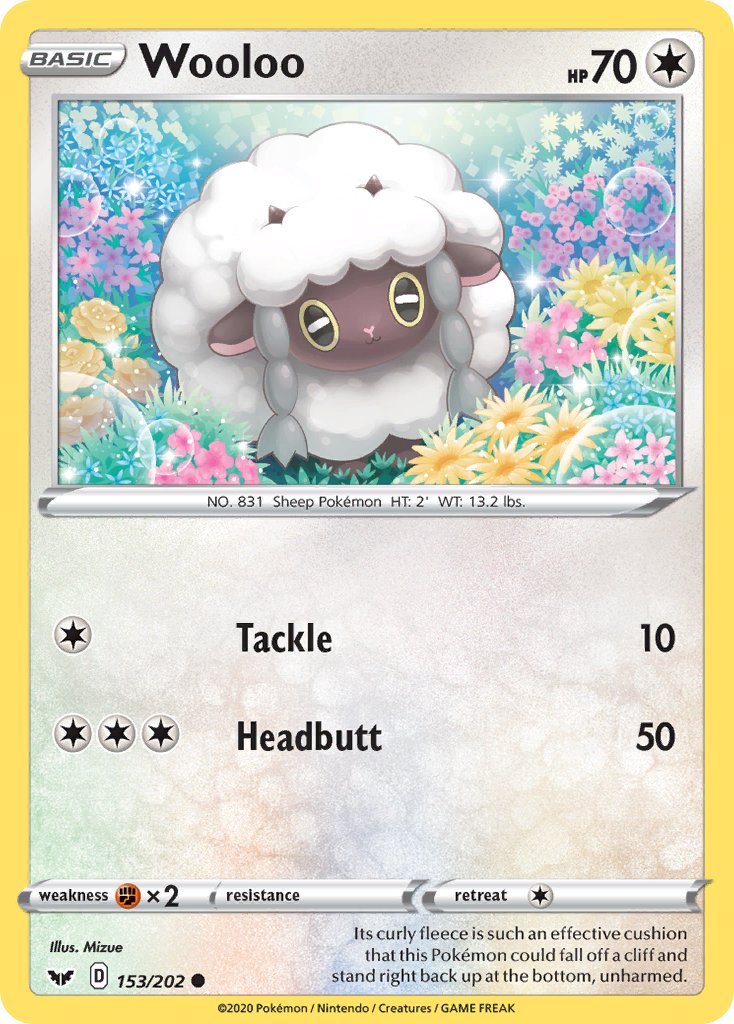 BASIC Wooloo HP 70
NO. 831 Sheep Pokémon HT: 2' WT: 13.2 lbs.
Tackle 10
Headbutt 50
weakness ×2 resistance retreat
Illus. Mizue
Its curly fleece is such an effective cushion
that this Pokémon could fall off a cliff and
stand right back up at the bottom, unharmed.
D 153/202
©2020 Pokémon / Nintendo / Creatures / GAME FREAK